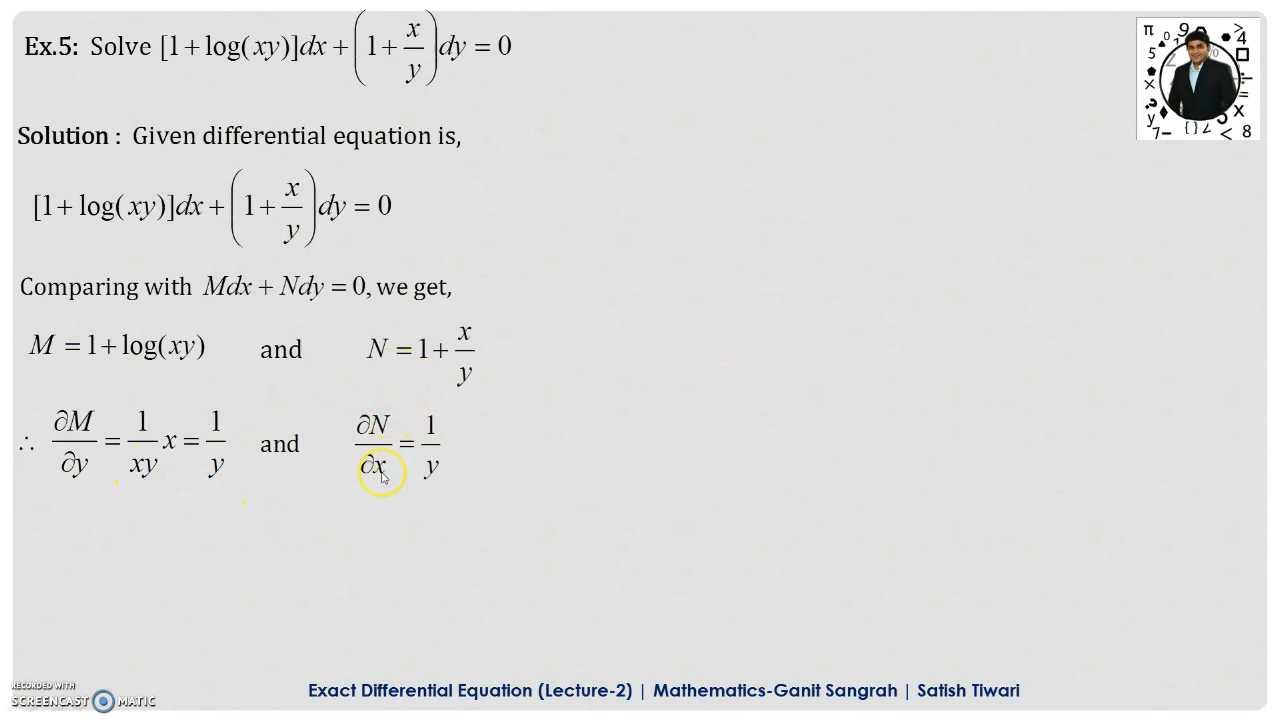 Ex.5: Solve [1 + log(xy)]dx + (1 + x/y)dy = 0
Solution : Given differential equation is,
[1 + log(xy)]dx + (1 + x/y)dy = 0
Comparing with Mdx + Ndy = 0, we get,
M = 1 + log(xy) and N = 1 + x/y
∴ ∂M/∂y = 1/xy x = 1/y and ∂N/∂x = 1/y
RECORDED WITH
SCREENCAST MATIC
Exact Differential Equation (Lecture-2) | Mathematics-Ganit Sangrah | Satish Tiwari